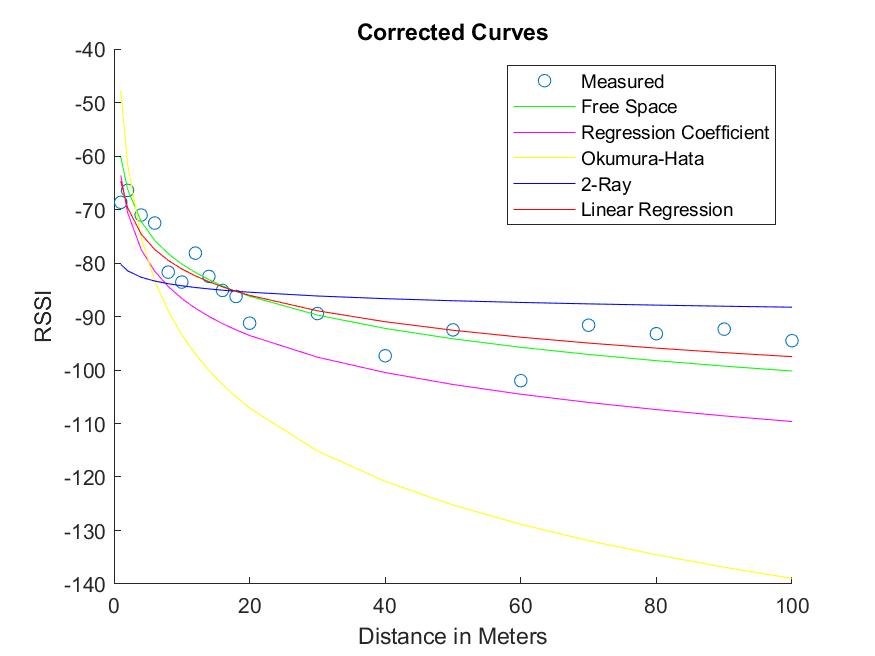 Corrected Curves
-40
-50
-60
-70
-80
-90
-100
-110
-120
-130
-140
RSSI
Measured
Free Space
Regression Coefficient
Okumura-Hata
2-Ray
Linear Regression
0 20 40 60 80 100
Distance in Meters